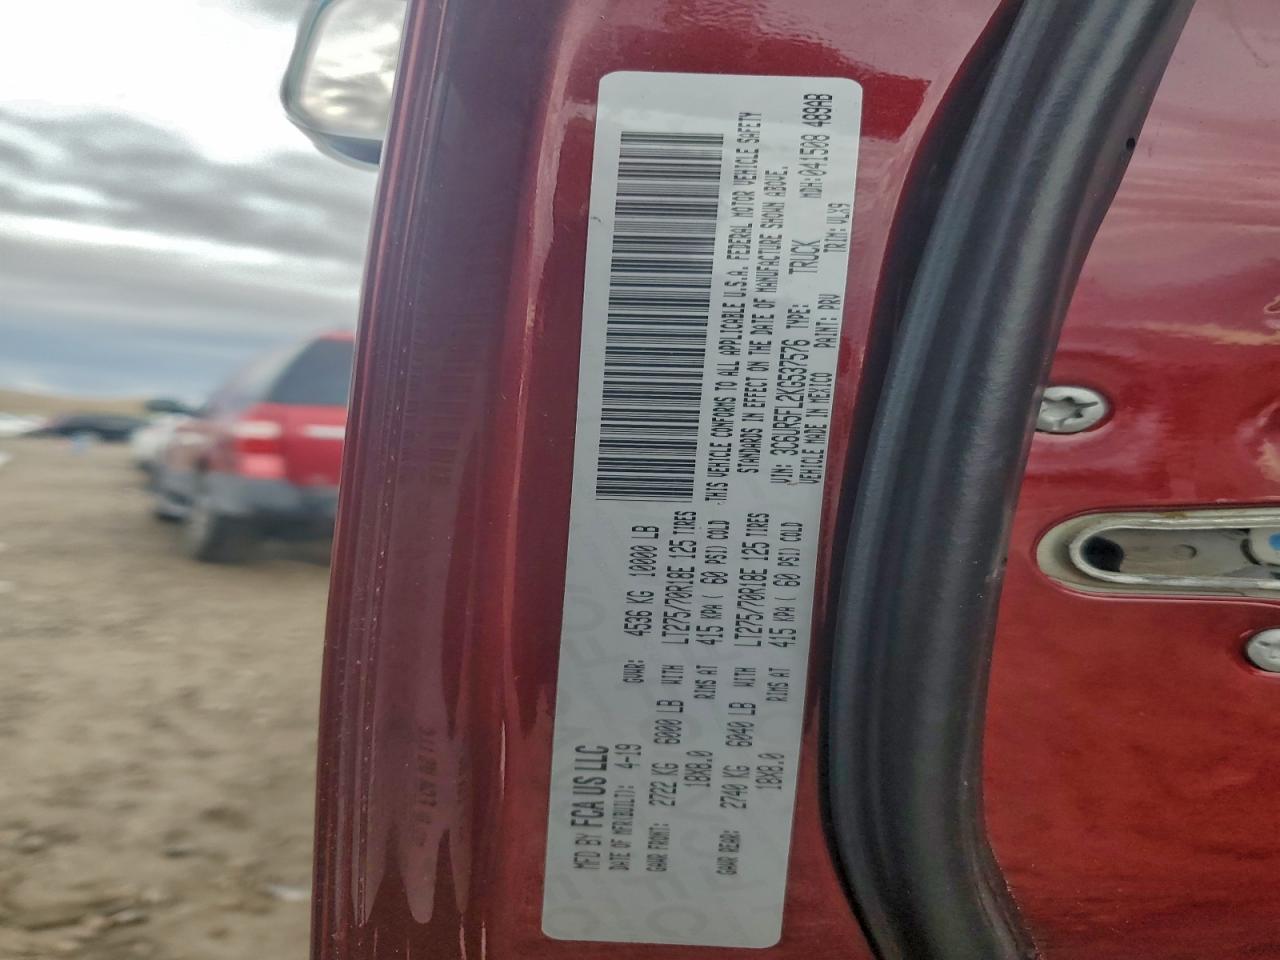 MFD BY FCA US LLC
DATE OF MFR(BUILT): 4-19 GVWR: 4536 KG 10000 LB
GAWR FRONT: 2722 KG 6000 LB WITH LT275/70R18E 125 TIRES
18X8.0 RIMS AT 415 KPA ( 60 PSI) COLD
GAWR REAR: 2740 KG 6040 LB WITH LT275/70R18E 125 TIRES
18X8.0 RIMS AT 415 KPA ( 60 PSI) COLD
THIS VEHICLE CONFORMS TO ALL APPLICABLE U.S.A. FEDERAL MOTOR VEHICLE SAFETY
STANDARDS IN EFFECT ON THE DATE OF MANUFACTURE SHOWN ABOVE.
VIN: 3C6UR5FL2KG537576 TYPE: TRUCK MDH:041508 489AB
VEHICLE MADE IN MEXICO PAINT: PRV TRIM: VLX9